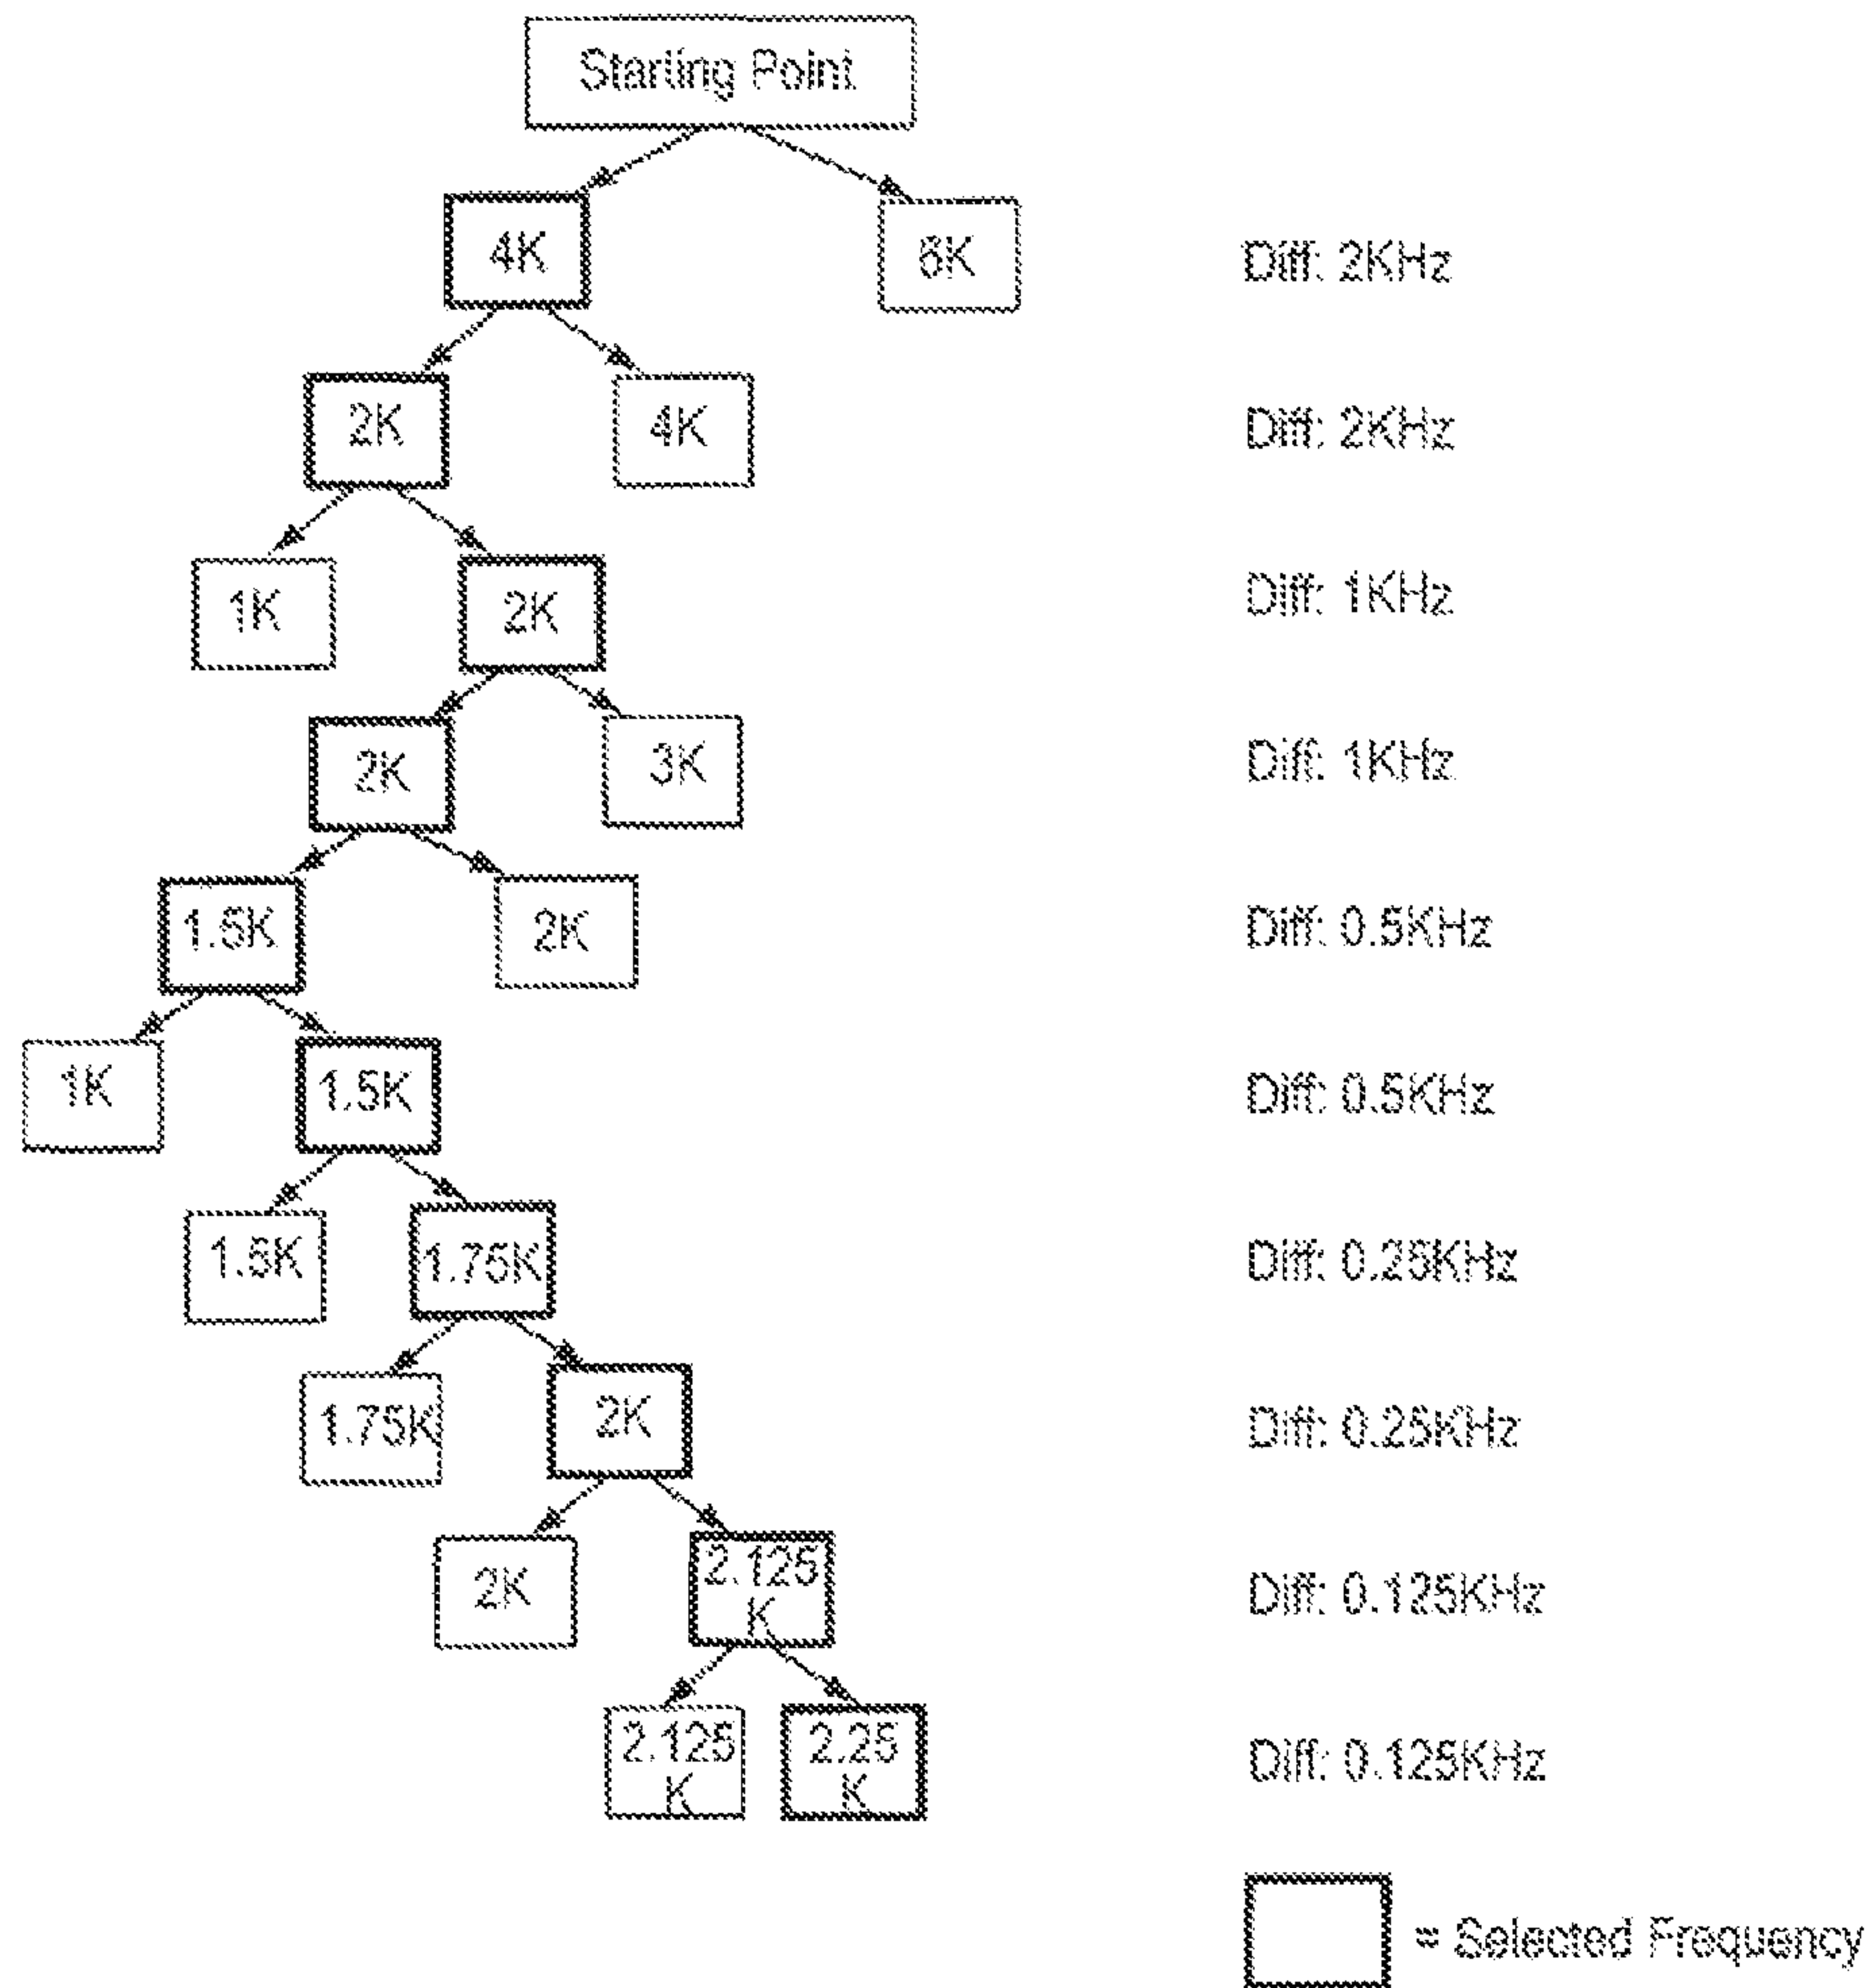 Starting Point
4K 6K Diff: 2KHz
2K 4K Diff: 2KHz
1K 2K Diff: 1KHz
2K 3K Diff: 1KHz
1.5K 2K Diff: 0.5KHz
1K 1.5K Diff: 0.5KHz
1.5K 1.75K Diff: 0.25KHz
1.75K 2K Diff: 0.25KHz
2K 2.125
K Diff: 0.125KHz
2.125
K 2.25
K Diff: 0.125KHz
= Selected Frequency